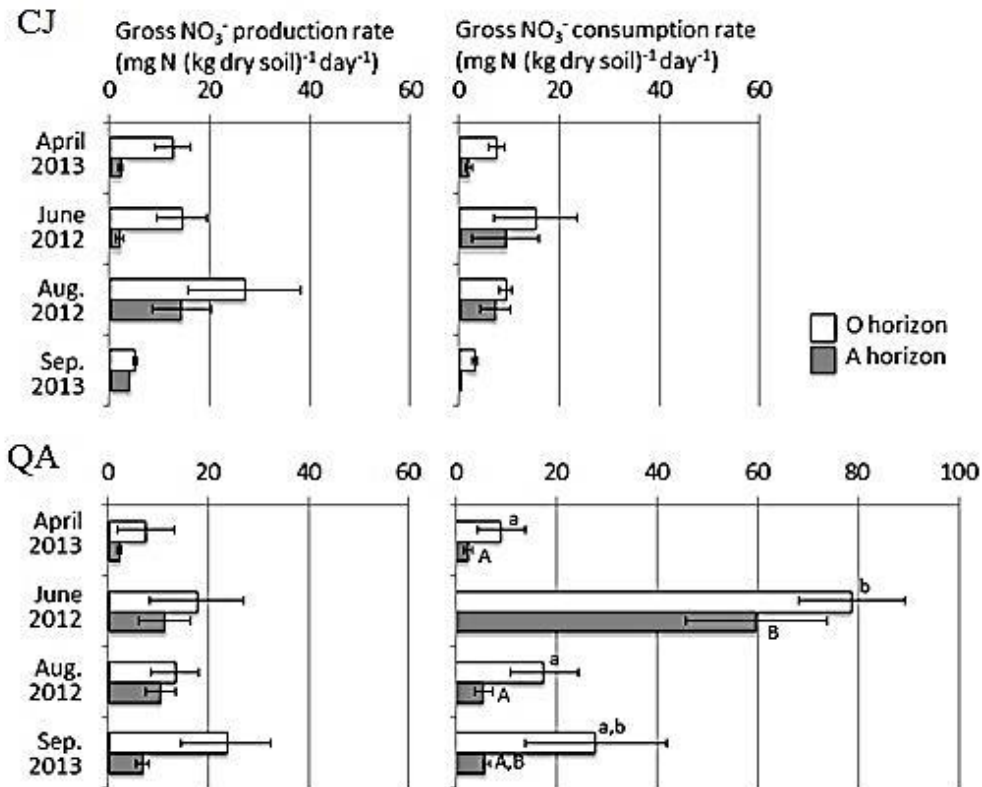 CJ
Gross NO₃⁻ production rate
(mg N (kg dry soil)⁻¹ day⁻¹)
0 20 40 60
Gross NO₃⁻ consumption rate
(mg N (kg dry soil)⁻¹ day⁻¹)
0 20 40 60
April
2013
June
2012
Aug.
2012
Sep.
2013
O horizon
A horizon
QA
0 20 40 60
0 20 40 60 80 100
April
2013
a
A
June
2012
b
B
Aug.
2012
a
A
Sep.
2013
a,b
A,B